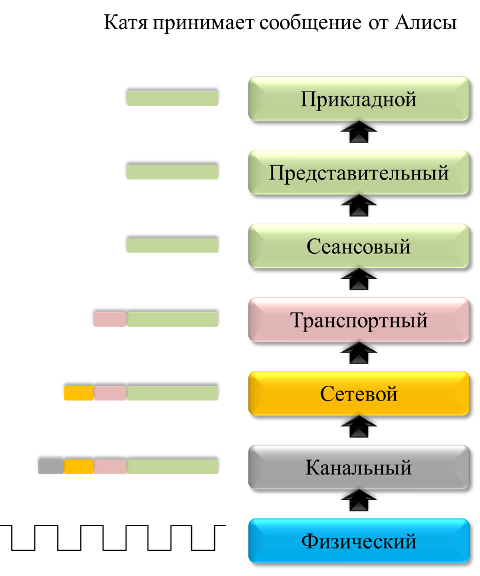 Катя принимает сообщение от Алисы
Прикладной
Представительный
Сеансовый
Транспортный
Сетевой
Канальный
Физический